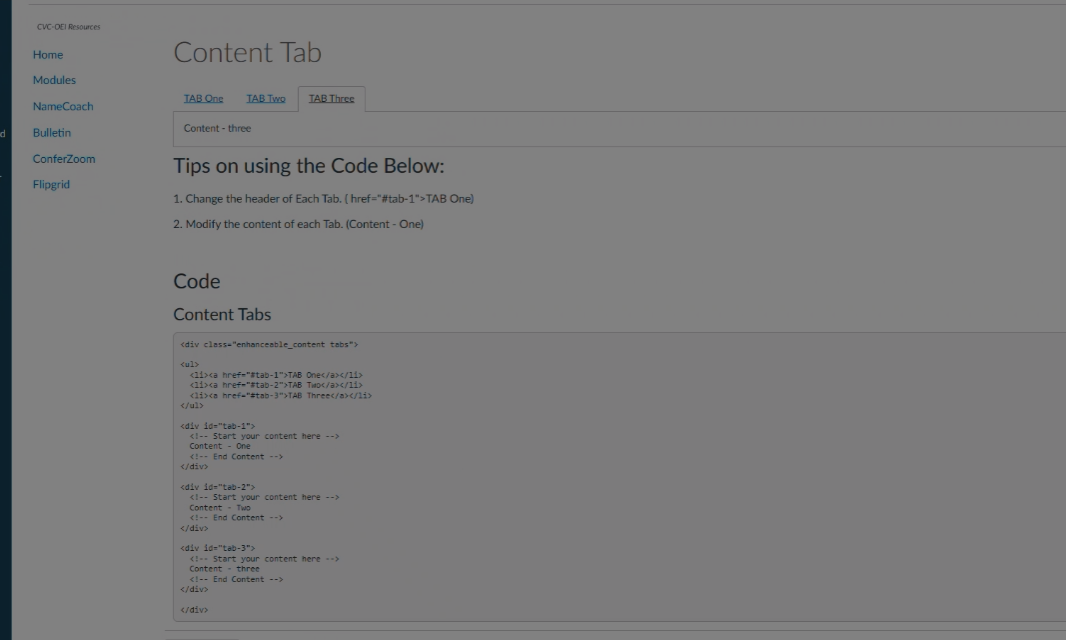 CVC-OEI Resources
Home
Modules
NameCoach
Bulletin
ConferZoom
Flipgrid
Content Tab
TAB One TAB Two TAB Three
Content - three
Tips on using the Code Below:
1. Change the header of Each Tab. ( href="#tab-1">TAB One)
2. Modify the content of each Tab. (Content - One)
Code
Content Tabs
<div class="enhanceable_content tabs">
<ul>
<li><a href="#tab-1">TAB One</a></li>
<li><a href="#tab-2">TAB Two</a></li>
<li><a href="#tab-3">TAB Three</a></li>
</ul>
<div id="tab-1">
<!-- Start your content here -->
Content - One
<!-- End Content -->
</div>
<div id="tab-2">
<!-- Start your content here -->
Content - Two
<!-- End Content -->
</div>
<div id="tab-3">
<!-- Start your content here -->
Content - three
<!-- End Content -->
</div>
</div>